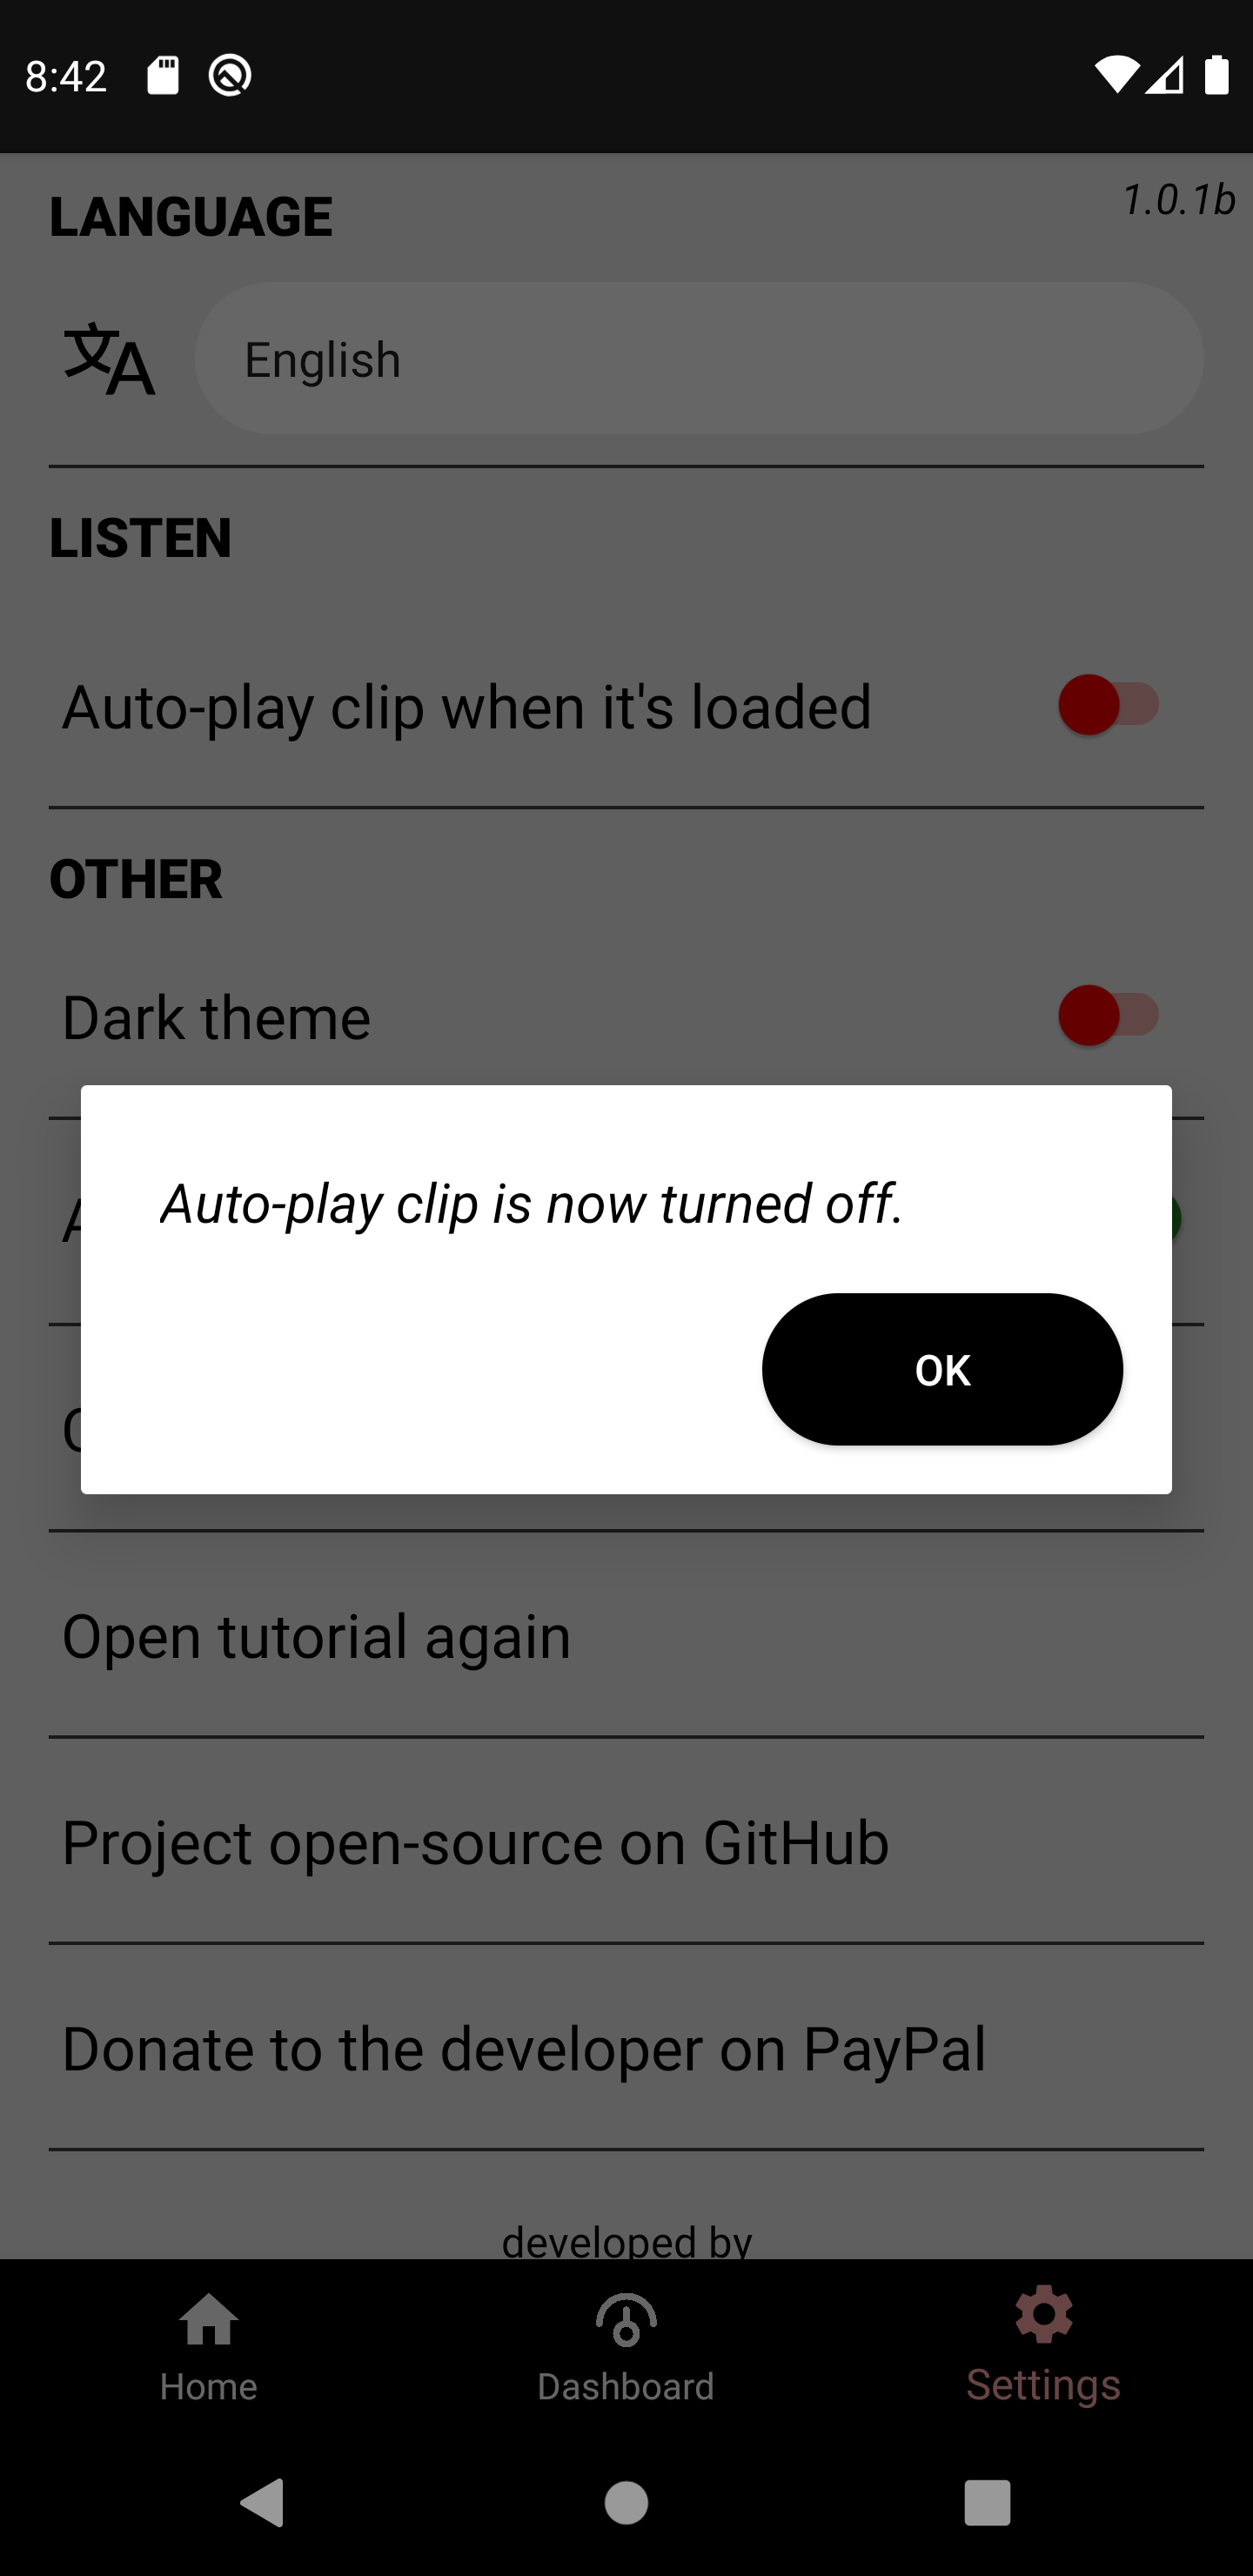 8:42
LANGUAGE
1.0.1b
English
LISTEN
Auto-play clip when it's loaded
OTHER
Dark theme
Auto-play clip is now turned off.
OK
Open tutorial again
Project open-source on GitHub
Donate to the developer on PayPal
developed by
Home
Dashboard
Settings